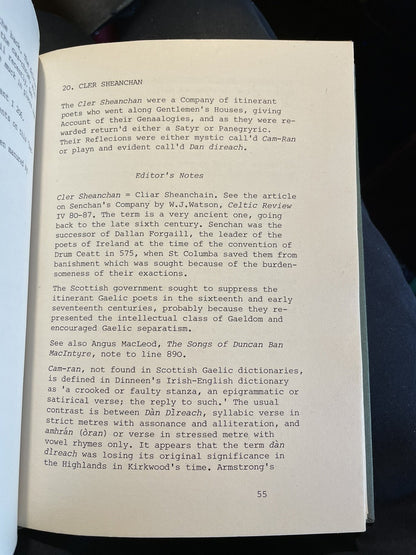 20. CLER SHEANCHAN
The Cler Sheanchan were a Company of itinerant
poets who went along Gentlemen's Houses, giving
Account of their Genaalogies, and as they were re-
warded return'd either a Satyr or Panegryric.
Their Reflecions were either mystic call'd Cam-Ran
or playn and evident call'd Dan direach.
Editor's Notes
Cler Sheanchan = Cliar Sheanchain. See the article
on Senchan's Company by W.J.Watson, Celtic Review
IV 80-87. The term is a very ancient one, going
back to the late sixth century. Senchan was the
successor of Dallan Forgaill, the leader of the
poets of Ireland at the time of the convention of
Drum Ceatt in 575, when St Columba saved them from
banishment which was sought because of the burden-
someness of their exactions.
The Scottish government sought to suppress the
itinerant Gaelic poets in the sixteenth and early
seventeenth centuries, probably because they re-
presented the intellectual class of Gaeldom and
encouraged Gaelic separatism.
See also Angus MacLeod, The Songs of Duncan Ban
MacIntyre, note to line 890.
Cam-ran, not found in Scottish Gaelic dictionaries,
is defined in Dinneen's Irish-English dictionary
as 'a crooked or faulty stanza, an epigrammatic or
satirical verse; the reply to such.' The usual
contrast is between Dàn Dìreach, syllabic verse in
strict metres with assonance and alliteration, and
amhrán (òran) or verse in stressed metre with
vowel rhymes only. It appears that the term dàn
dìreach was losing its original significance in
the Highlands in Kirkwood's time. Armstrong's
55